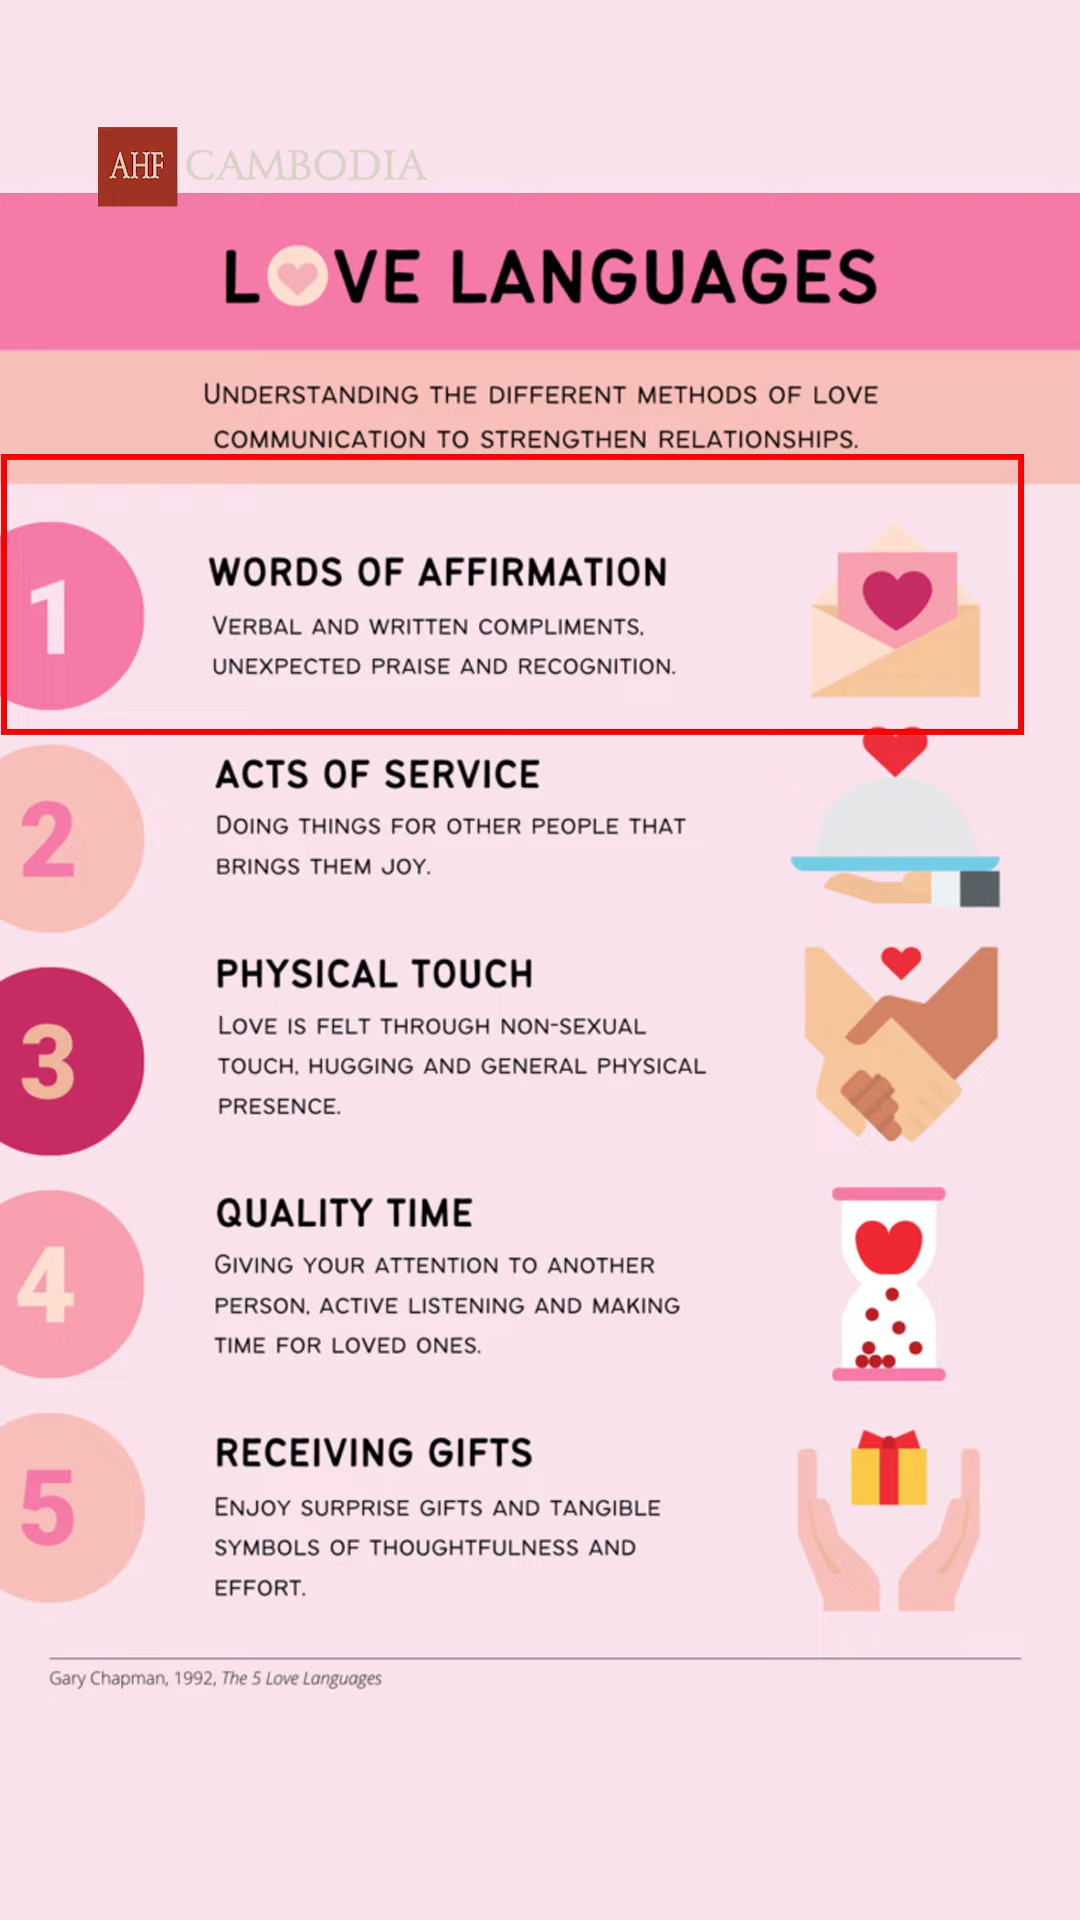 AHF CAMBODIA
LOVE LANGUAGES
UNDERSTANDING THE DIFFERENT METHODS OF LOVE
COMMUNICATION TO STRENGTHEN RELATIONSHIPS.
1
WORDS OF AFFIRMATION
VERBAL AND WRITTEN COMPLIMENTS,
UNEXPECTED PRAISE AND RECOGNITION.
2
ACTS OF SERVICE
DOING THINGS FOR OTHER PEOPLE THAT
BRINGS THEM JOY.
3
PHYSICAL TOUCH
LOVE IS FELT THROUGH NON-SEXUAL
TOUCH, HUGGING AND GENERAL PHYSICAL
PRESENCE.
4
QUALITY TIME
GIVING YOUR ATTENTION TO ANOTHER
PERSON, ACTIVE LISTENING AND MAKING
TIME FOR LOVED ONES.
5
RECEIVING GIFTS
ENJOY SURPRISE GIFTS AND TANGIBLE
SYMBOLS OF THOUGHTFULNESS AND
EFFORT.
Gary Chapman, 1992, The 5 Love Languages